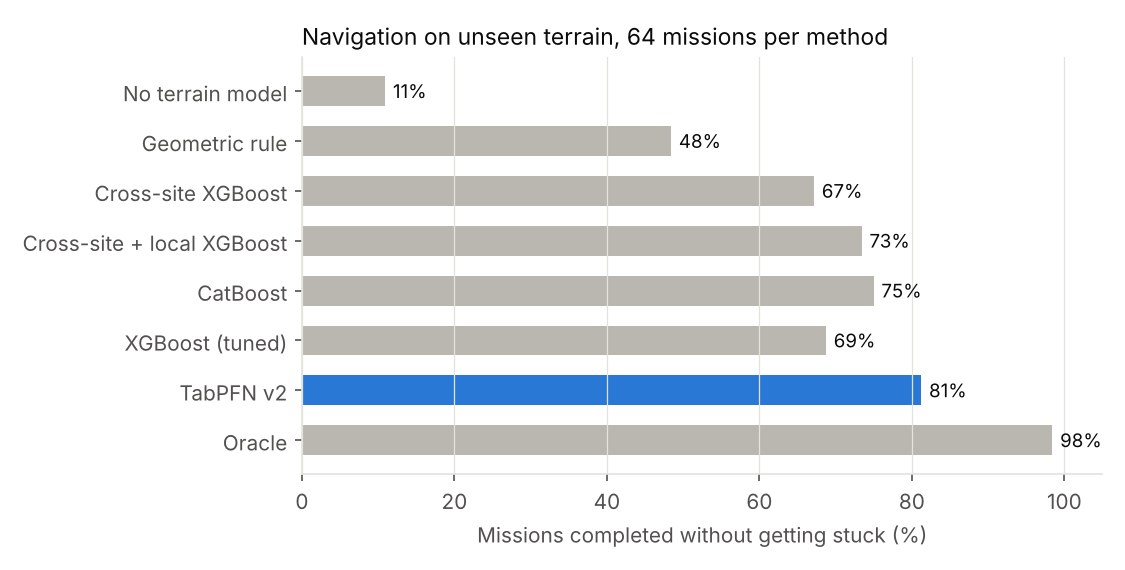 Navigation on unseen terrain, 64 missions per method
No terrain model 11%
Geometric rule 48%
Cross-site XGBoost 67%
Cross-site + local XGBoost 73%
CatBoost 75%
XGBoost (tuned) 69%
TabPFN v2 81%
Oracle 98%
0 20 40 60 80 100
Missions completed without getting stuck (%)